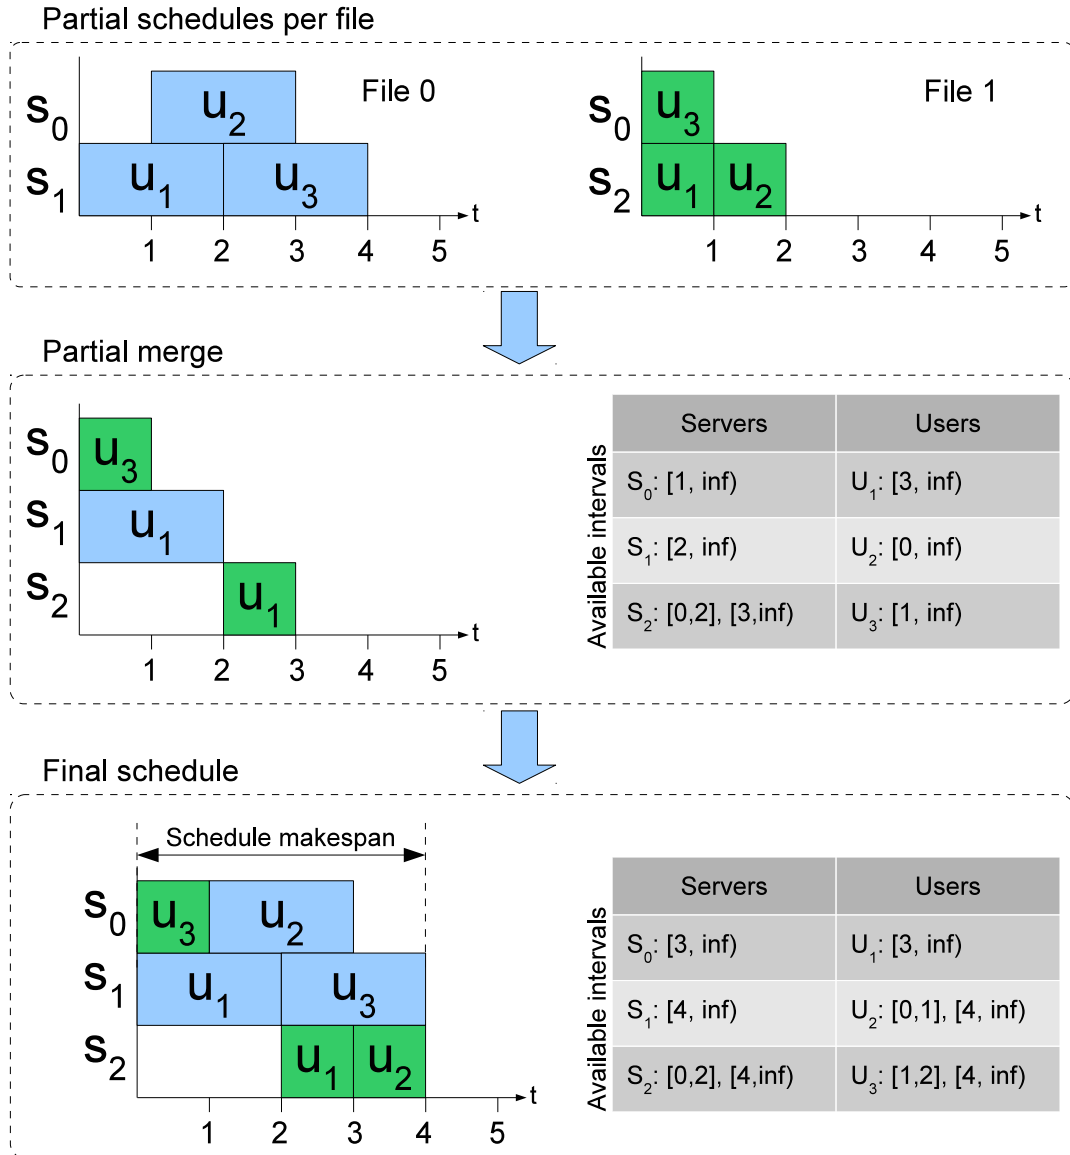 Partial schedules per file
File 0
S0
u2
S1
u1 u3
t
1 2 3 4 5
File 1
S0
u3
S2
u1 u2
t
1 2 3 4 5
Partial merge
S0
u3
S1
u1
S2
u1
t
1 2 3 4 5
Available intervals
Servers Users
S0: [1, inf) U1: [3, inf)
S1: [2, inf) U2: [0, inf)
S2: [0,2], [3,inf) U3: [1, inf)
Final schedule
Schedule makespan
S0
u3 u2
S1
u1 u3
S2
u1 u2
t
1 2 3 4 5
Available intervals
Servers Users
S0: [3, inf) U1: [3, inf)
S1: [4, inf) U2: [0,1], [4, inf)
S2: [0,2], [4,inf) U3: [1,2], [4, inf)